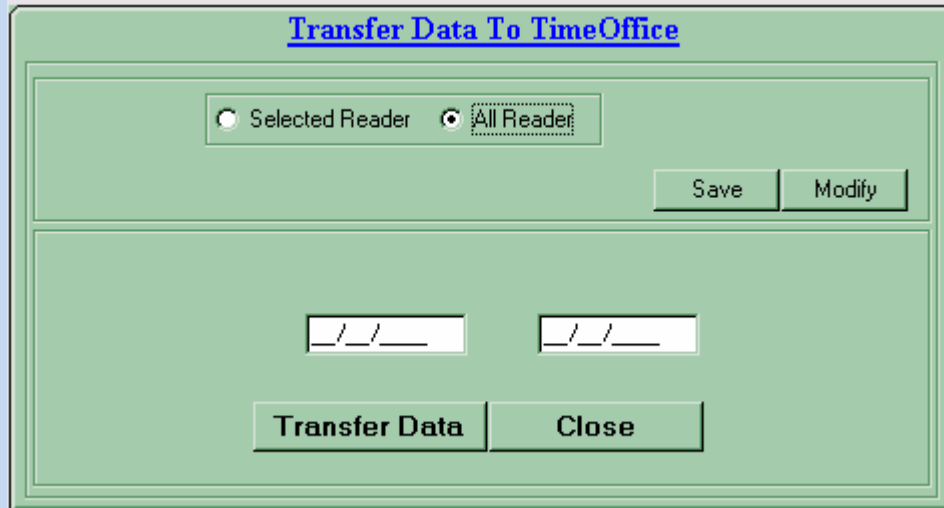 Transfer Data To TimeOffice
Selected Reader All Reader
Save Modify
__/__/____ __/__/____
Transfer Data Close